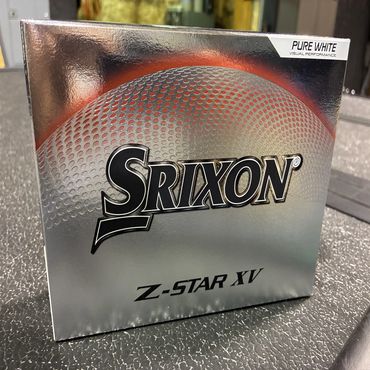 PURE WHITE
VISUAL PERFORMANCE
SRIXON®
Z-STAR XV